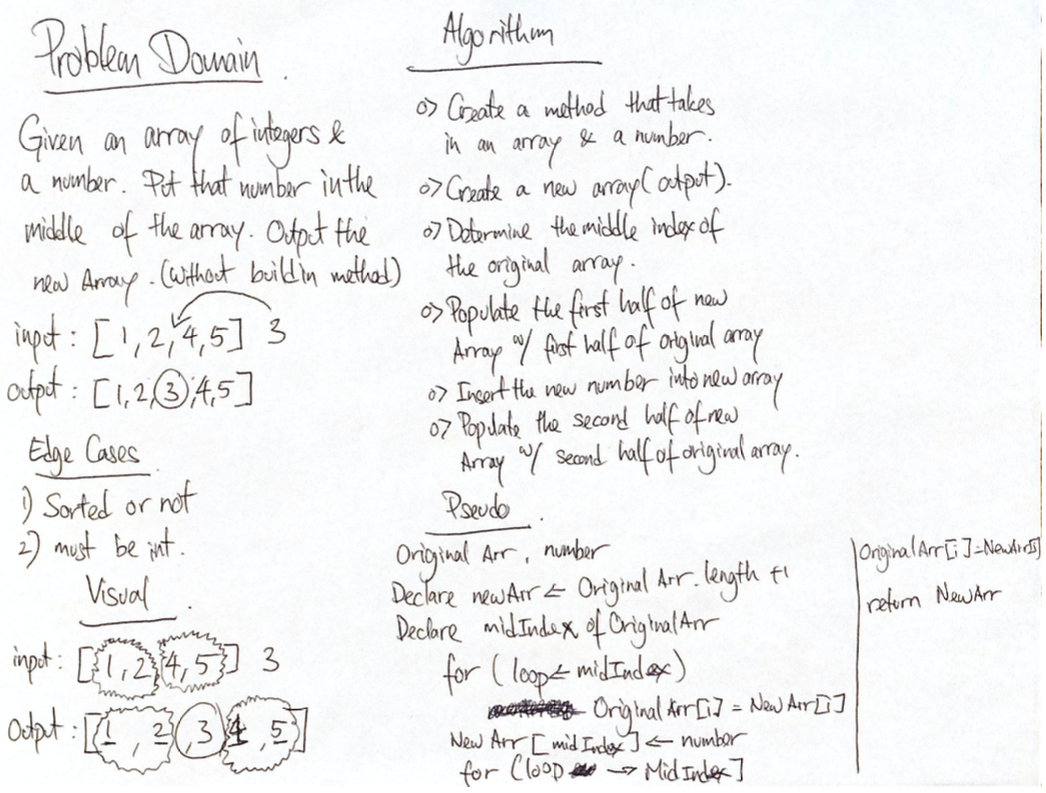 Problem Domain.
Given an array of integers &
a number. Put that number in the
middle of the array. Output the
new Array. (Without buildin method)
input : [1,2,4,5] 3
output : [1,2,3,4,5]
Edge Cases
1) Sorted or not
2) must be int.
Visual.
input : [1,2,4,5] 3
Output : [1,2,3,4,5]
Algorithm
o> Create a method that takes
in an array & a number.
o> Create a new array (output).
o> Determine the middle index of
the original array.
o> Populate the first half of new
Array w/ first half of original array
o> Insert the new number into new array
o> Populate the second half of new
Array w/ second half of original array.
Pseudo.
Original Arr, number
Declare newArr ← Original Arr. length +1
Declare midIndex of OriginalArr
for (loop ← midIndex)
Original Arr[i] = New Arr[i]
New Arr [mid Index] ← number
for (loop → MidIndex]
OriginalArr[i]=NewArr[i]
return NewArr